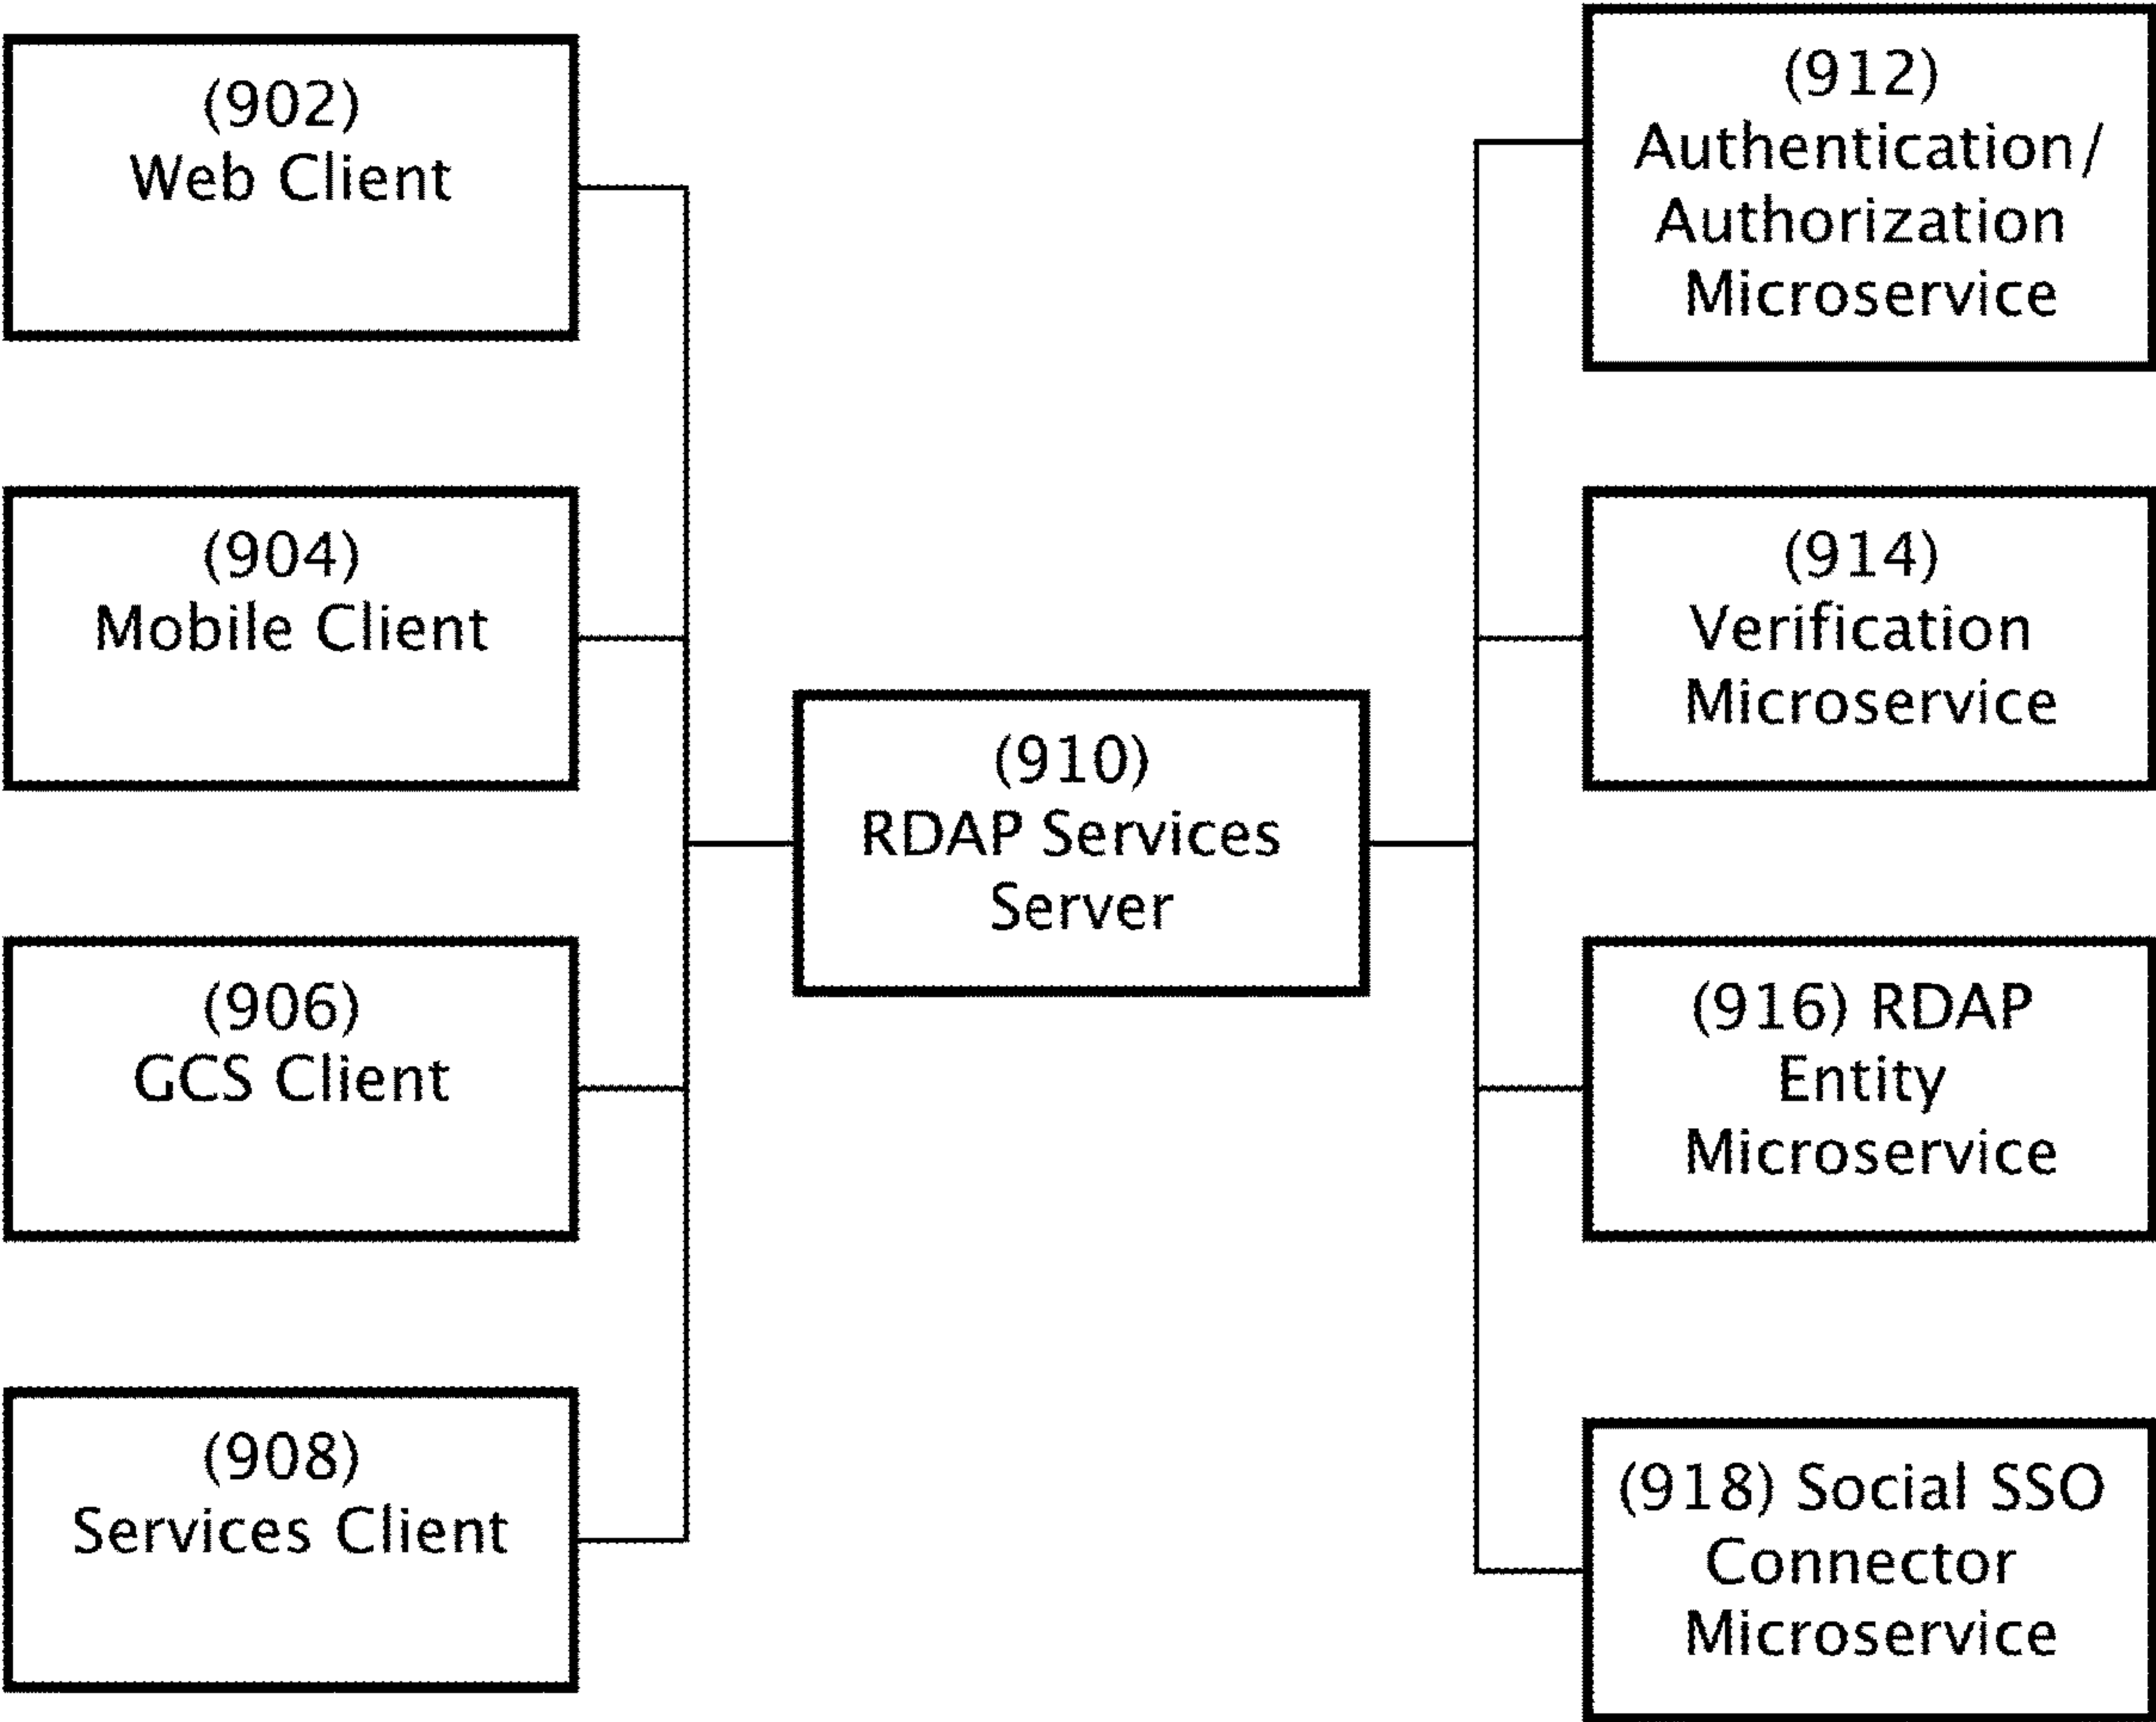 (902)
Web Client
(904)
Mobile Client
(906)
GCS Client
(908)
Services Client
(910)
RDAP Services
Server
(912)
Authentication/
Authorization
Microservice
(914)
Verification
Microservice
(916) RDAP
Entity
Microservice
(918) Social SSO
Connector
Microservice